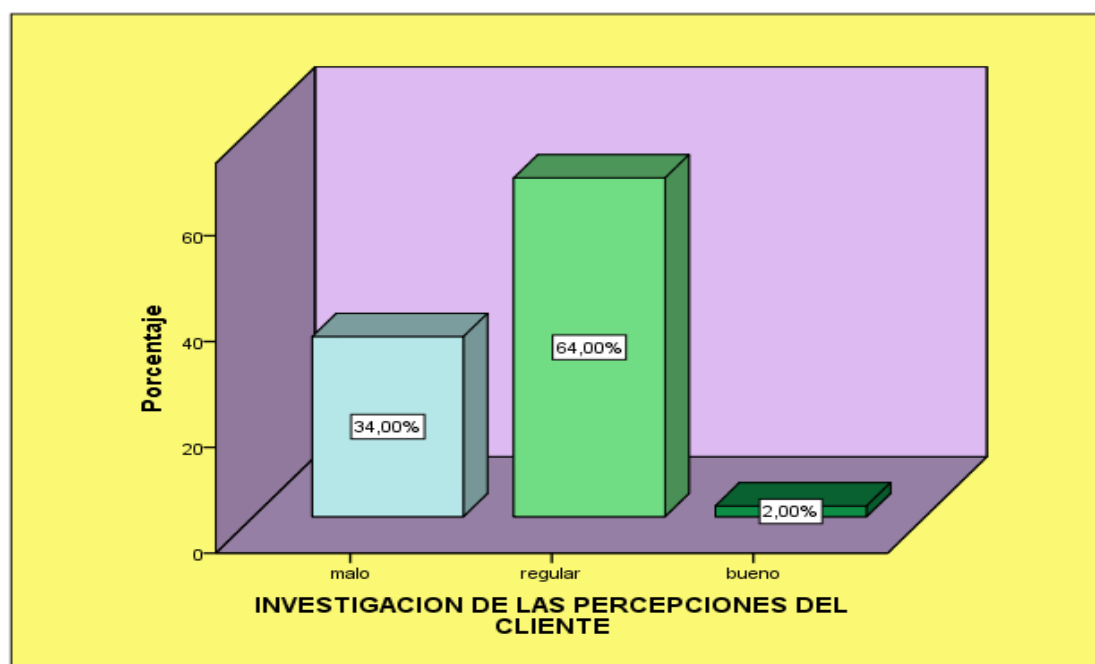 60
40
20
0
Porcentaje
34,00%
64,00%
2,00%
malo
regular
bueno
INVESTIGACION DE LAS PERCEPCIONES DEL
CLIENTE